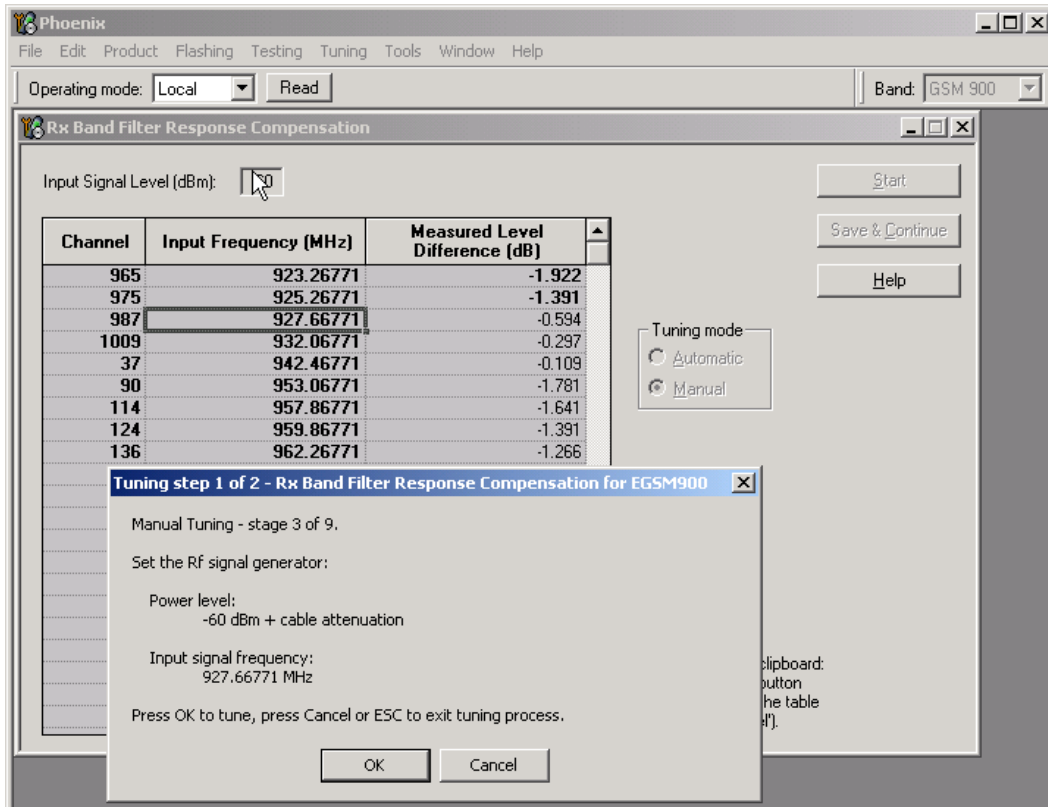 Phoenix
File Edit Product Flashing Testing Tuning Tools Window Help
Operating mode: Local Read Band: GSM 900
Rx Band Filter Response Compensation
Input Signal Level (dBm):
Start
Save & Continue
Help
Channel Input Frequency (MHz) Measured Level Difference (dB)
965 923.26771 -1.922
975 925.26771 -1.391
987 927.66771 -0.594
1009 932.06771 -0.297
37 942.46771 -0.109
90 953.06771 -1.781
114 957.86771 -1.641
124 959.86771 -1.391
136 962.26771 -1.266
Tuning mode
Automatic
Manual
Tuning step 1 of 2 - Rx Band Filter Response Compensation for EGSM900
Manual Tuning - stage 3 of 9.
Set the Rf signal generator:
Power level:
-60 dBm + cable attenuation
Input signal frequency:
927.66771 MHz
Press OK to tune, press Cancel or ESC to exit tuning process.
OK Cancel
clipboard:
button
he table